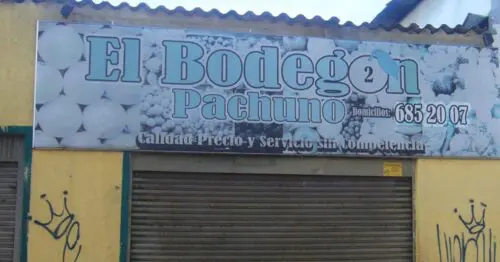 El Bodegon
2
Pachuno
Domicilios: 685 20 07
Calidad Precio y Servicio sin Competencia